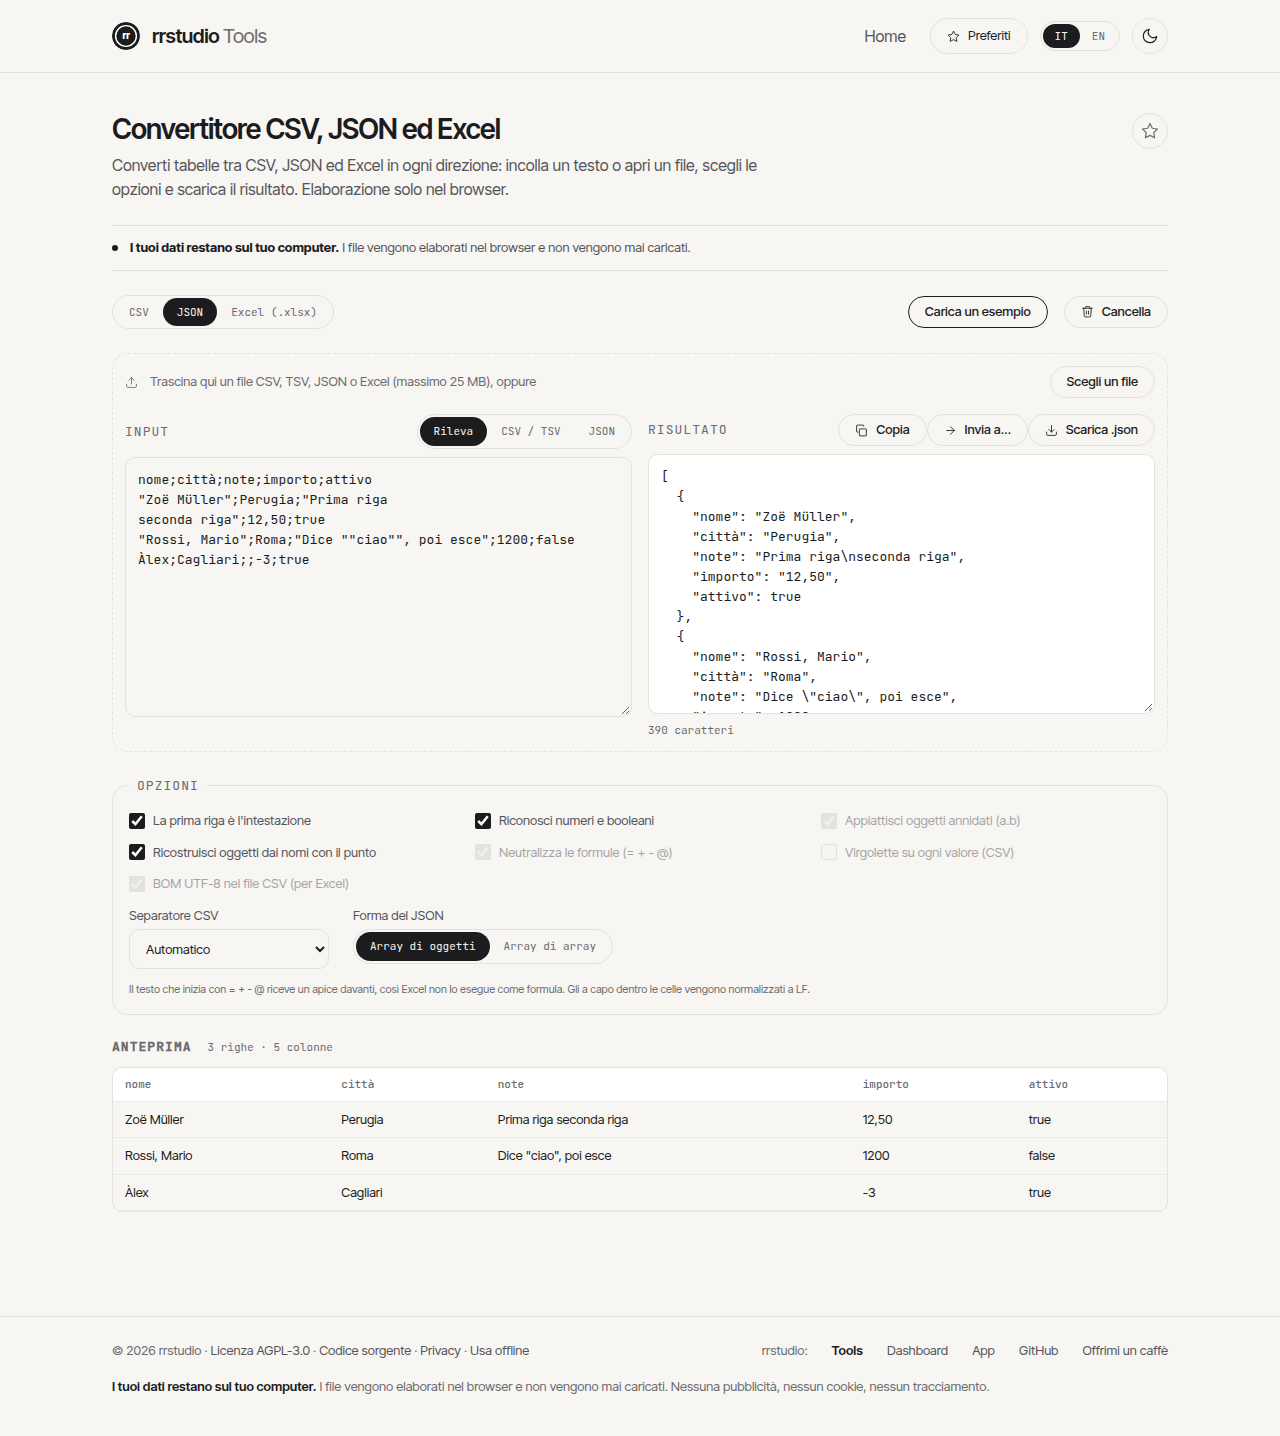 rr rrstudio Tools
Home
Preferiti
IT EN
Convertitore CSV, JSON ed Excel
Converti tabelle tra CSV, JSON ed Excel in ogni direzione: incolla un testo o apri un file, scegli le
opzioni e scarica il risultato. Elaborazione solo nel browser.
I tuoi dati restano sul tuo computer. I file vengono elaborati nel browser e non vengono mai caricati.
CSV JSON Excel (.xlsx)
Carica un esempio
Cancella
Trascina qui un file CSV, TSV, JSON o Excel (massimo 25 MB), oppure
Scegli un file
INPUT
Rileva CSV / TSV JSON
nome;città;note;importo;attivo
"Zoë Müller";Perugia;"Prima riga
seconda riga";12,50;true
"Rossi, Mario";Roma;"Dice ""ciao"", poi esce";1200;false
Àlex;Cagliari;;-3;true
RISULTATO
Copia
Invia a...
Scarica .json
[
{
"nome": "Zoë Müller",
"città": "Perugia",
"note": "Prima riga\nseconda riga",
"importo": "12,50",
"attivo": true
},
{
"nome": "Rossi, Mario",
"città": "Roma",
"note": "Dice \"ciao\", poi esce",
390 caratteri
OPZIONI
La prima riga è l'intestazione
Riconosci numeri e booleani
Appiattisci oggetti annidati (a.b)
Ricostruisci oggetti dai nomi con il punto
Neutralizza le formule (= + - @)
Virgolette su ogni valore (CSV)
BOM UTF-8 nel file CSV (per Excel)
Separatore CSV
Automatico
Forma del JSON
Array di oggetti Array di array
Il testo che inizia con = + - @ riceve un apice davanti, così Excel non lo esegue come formula. Gli a capo dentro le celle vengono normalizzati a LF.
ANTEPRIMA 3 righe · 5 colonne
nome città note importo attivo
Zoë Müller Perugia Prima riga seconda riga 12,50 true
Rossi, Mario Roma Dice "ciao", poi esce 1200 false
Àlex Cagliari -3 true
© 2026 rrstudio · Licenza AGPL-3.0 · Codice sorgente · Privacy · Usa offline
rrstudio: Tools Dashboard App GitHub Offrimi un caffè
I tuoi dati restano sul tuo computer. I file vengono elaborati nel browser e non vengono mai caricati. Nessuna pubblicità, nessun cookie, nessun tracciamento.